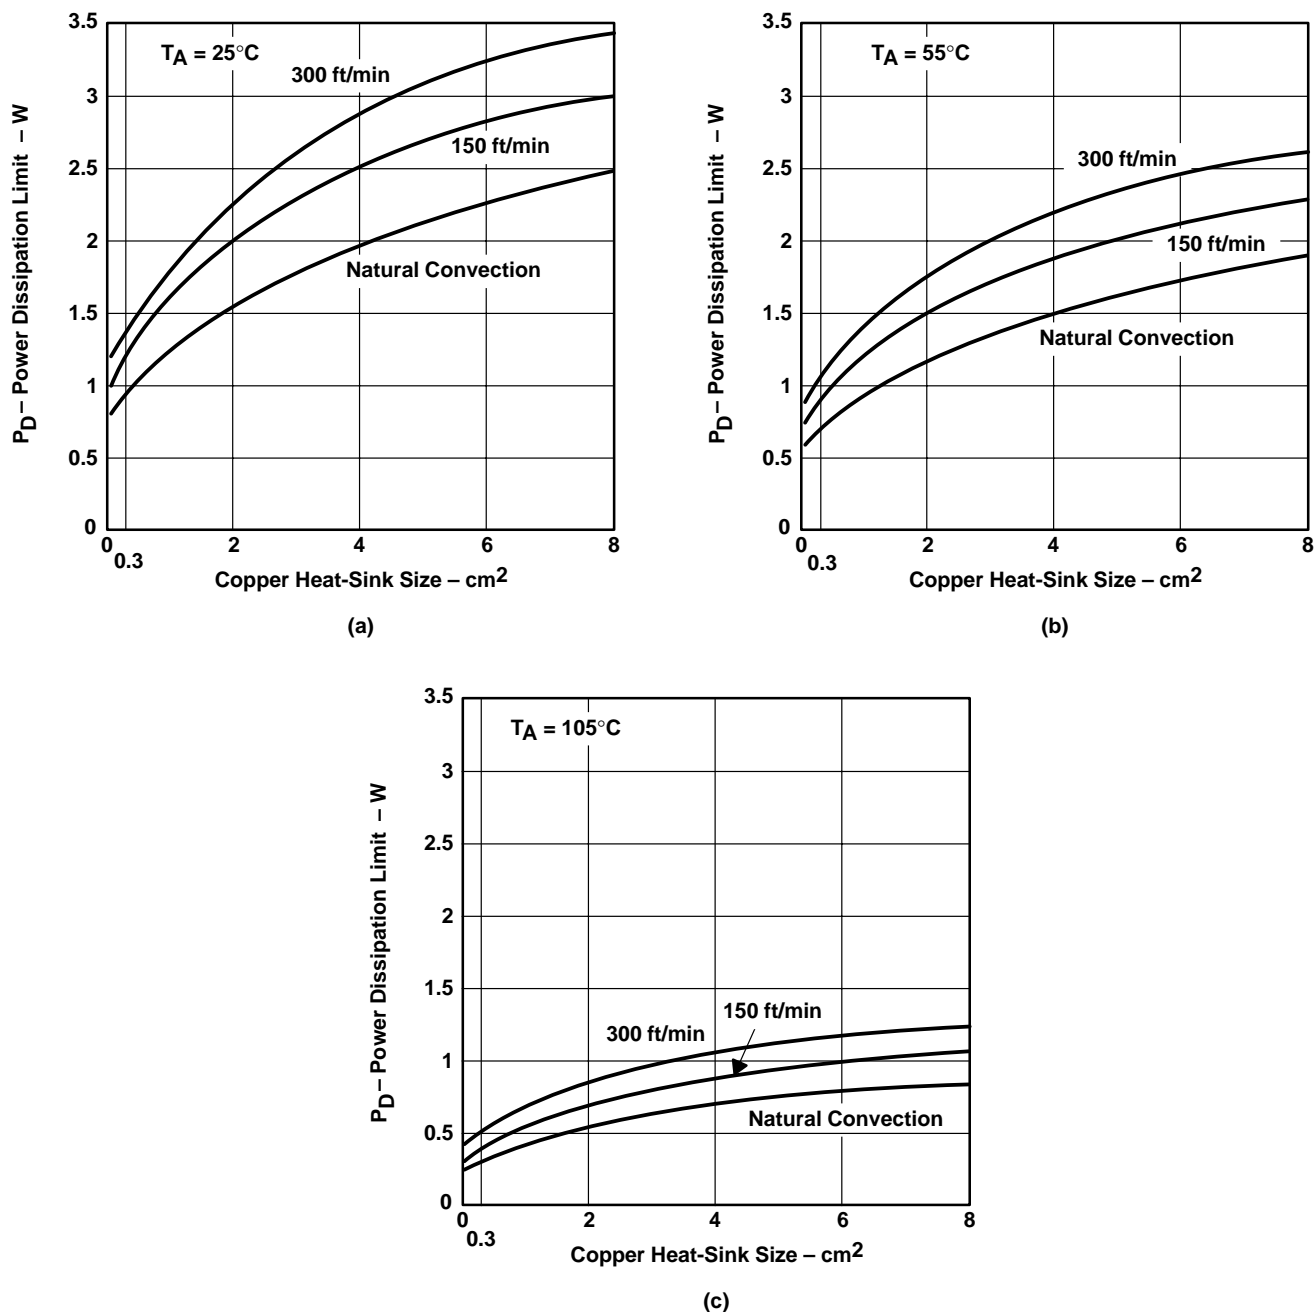 3.5
T_A = 25°C
300 ft/min
3
150 ft/min
2.5
2
Natural Convection
1.5
1
0.5
0
P_D – Power Dissipation Limit – W
0 2 4 6 8
0.3
Copper Heat-Sink Size – cm²
(a)
3.5
T_A = 55°C
3
300 ft/min
2.5
150 ft/min
2
Natural Convection
1.5
1
0.5
0
P_D – Power Dissipation Limit – W
0 2 4 6 8
0.3
Copper Heat-Sink Size – cm²
(b)
3.5
T_A = 105°C
3
2.5
2
1.5
150 ft/min
300 ft/min
1
Natural Convection
0.5
0
P_D – Power Dissipation Limit – W
0 2 4 6 8
0.3
Copper Heat-Sink Size – cm²
(c)